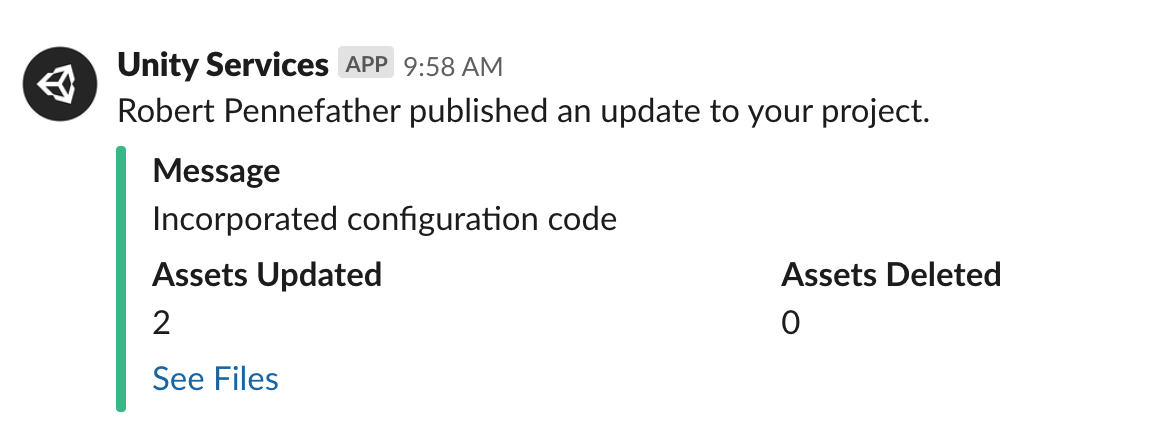 Unity Services APP 9:58 AM
Robert Pennefather published an update to your project.
Message
Incorporated configuration code
Assets Updated Assets Deleted
2 0
See Files